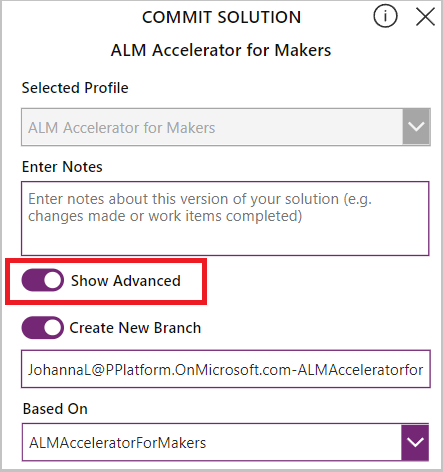 COMMIT SOLUTION
ALM Accelerator for Makers
Selected Profile
ALM Accelerator for Makers
Enter Notes
Enter notes about this version of your solution (e.g.
changes made or work items completed)
Show Advanced
Create New Branch
JohannaL@PPlatform.OnMicrosoft.com-ALMAcceleratorfor
Based On
ALMAcceleratorForMakers